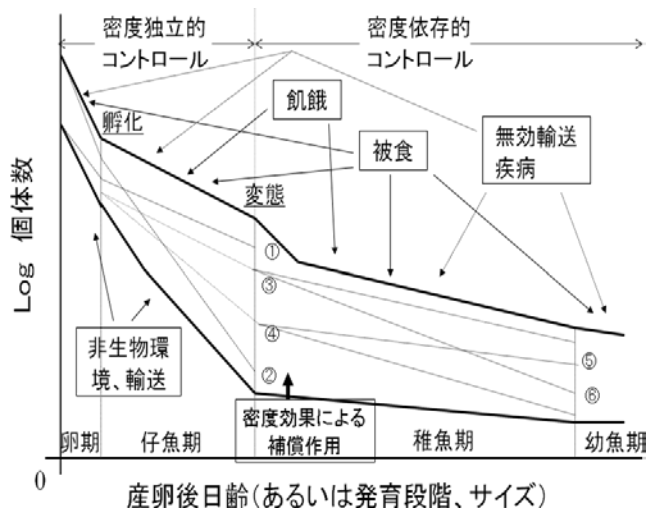 密度独立的
コントロール
密度依存的
コントロール
孵化
飢餓
無効輸送
疾病
被食
変態
Log 個体数
①
③
④
②
⑤
⑥
非生物環
境、輸送
密度効果による
補償作用
卵期
仔魚期
稚魚期
幼魚期
0
産卵後日齢(あるいは発育段階、サイズ)